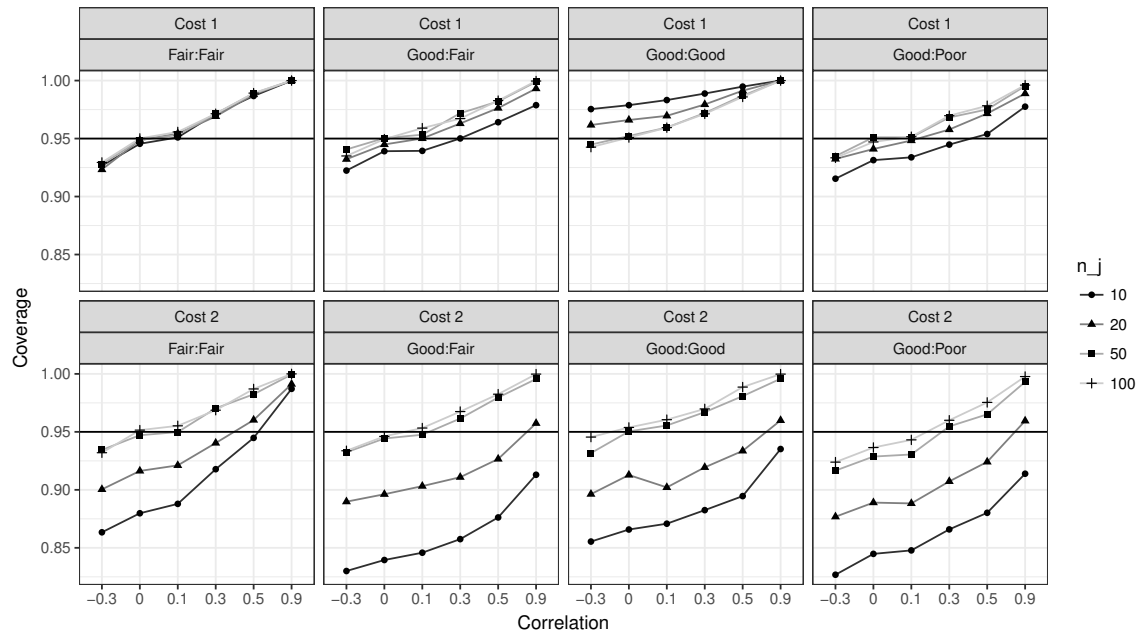 Cost 1 Cost 1 Cost 1 Cost 1
Fair:Fair Good:Fair Good:Good Good:Poor
1.00
0.95
0.90
0.85
Cost 2 Cost 2 Cost 2 Cost 2
Fair:Fair Good:Fair Good:Good Good:Poor
1.00
0.95
0.90
0.85
−0.3 0 0.1 0.3 0.5 0.9 −0.3 0 0.1 0.3 0.5 0.9 −0.3 0 0.1 0.3 0.5 0.9 −0.3 0 0.1 0.3 0.5 0.9
Correlation
Coverage
n_j
10
20
50
100